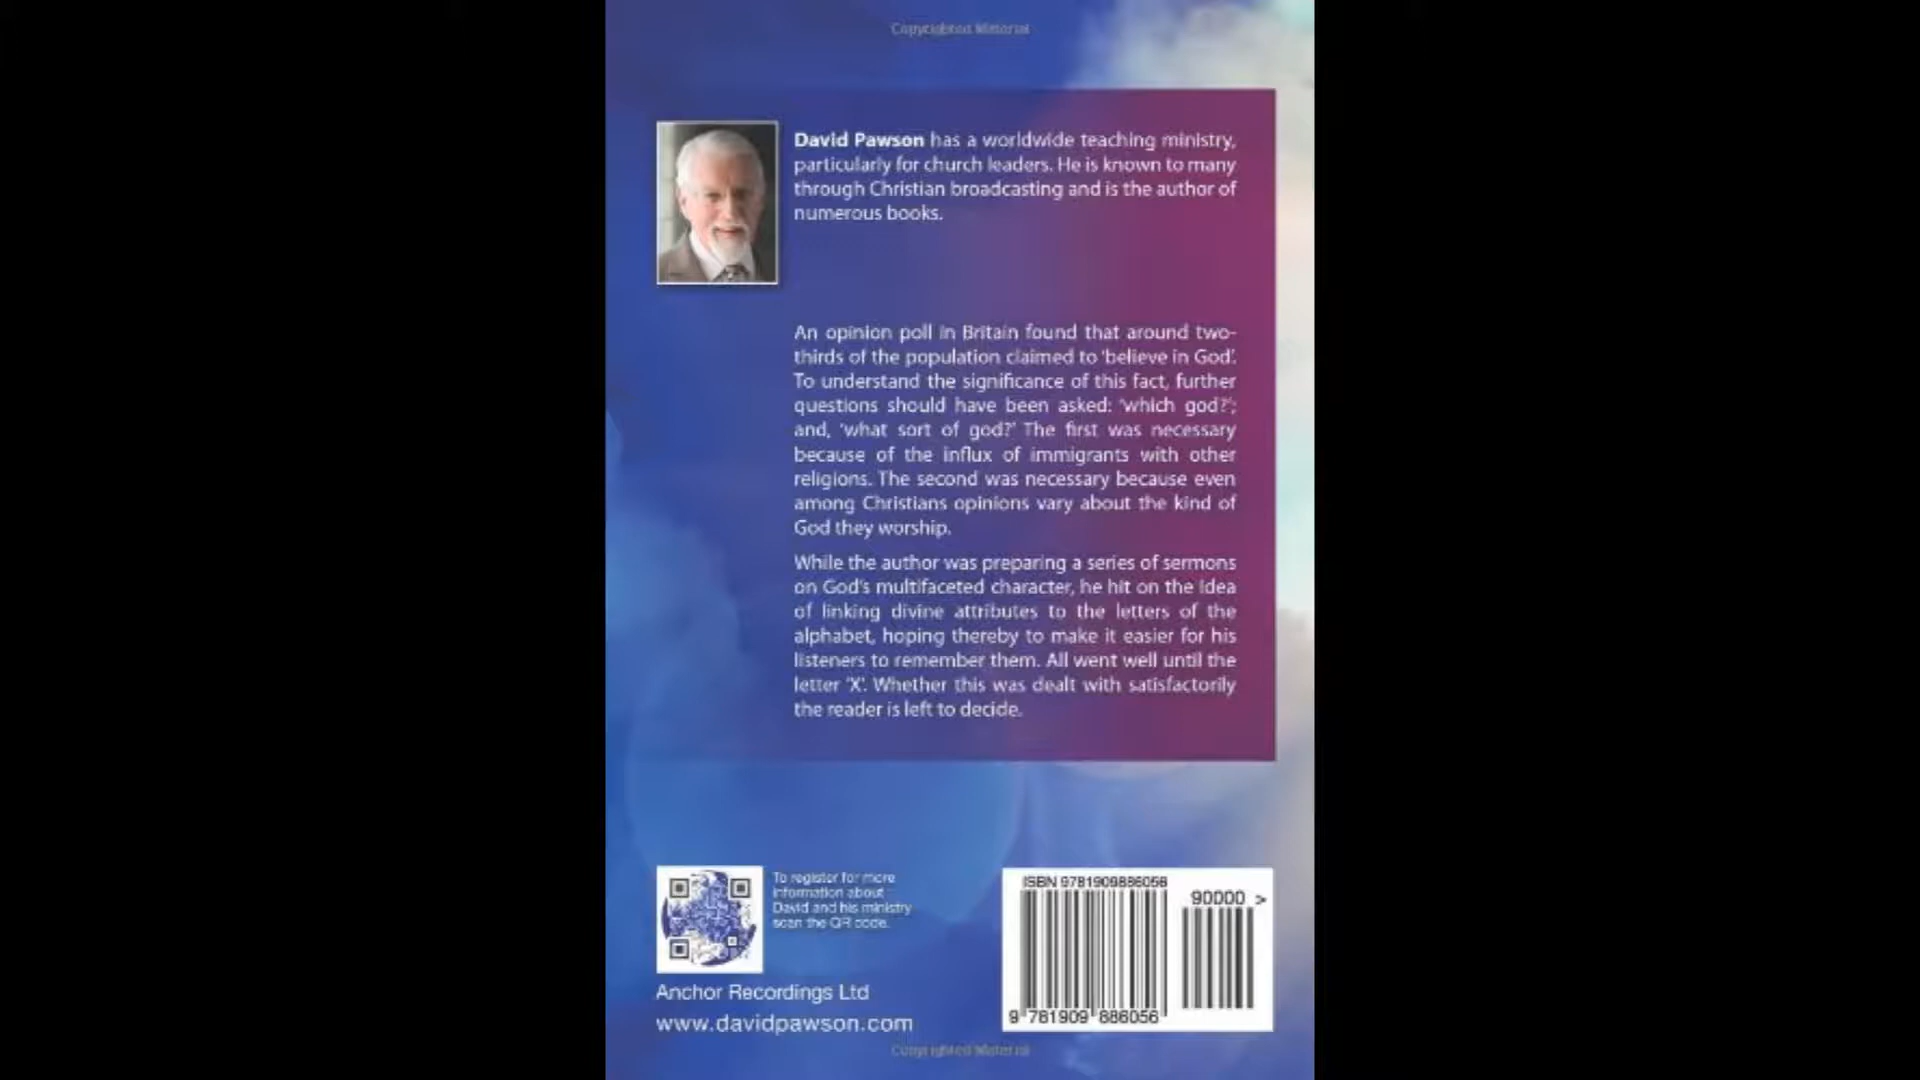 Copyrighted Material
David Pawson has a worldwide teaching ministry,
particularly for church leaders. He is known to many
through Christian broadcasting and is the author of
numerous books.
An opinion poll in Britain found that around two-
thirds of the population claimed to 'believe in God'.
To understand the significance of this fact, further
questions should have been asked: 'which god?';
and, 'what sort of god?' The first was necessary
because of the influx of immigrants with other
religions. The second was necessary because even
among Christians opinions vary about the kind of
God they worship.
While the author was preparing a series of sermons
on God's multifaceted character, he hit on the idea
of linking divine attributes to the letters of the
alphabet, hoping thereby to make it easier for his
listeners to remember them. All went well until the
letter 'X'. Whether this was dealt with satisfactorily
the reader is left to decide.
To register for more
information about
David and his ministry
scan the QR code.
Anchor Recordings Ltd
www.davidpawson.com
ISBN 9781909886056
90000 >
9 781909 886056
Copyrighted Material